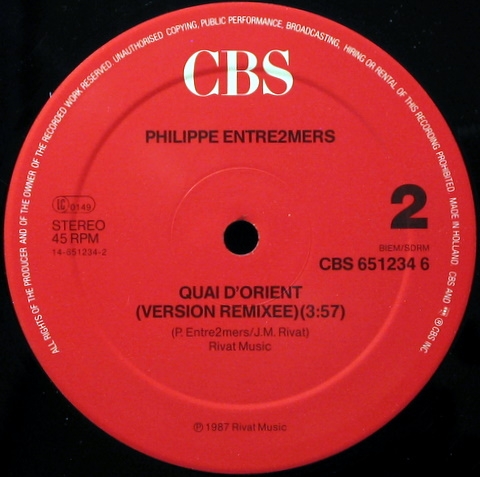 ALL RIGHTS OF THE PRODUCER AND OF THE OWNER OF THE RECORDED WORK RESERVED. UNAUTHORISED COPYING, PUBLIC PERFORMANCE, BROADCASTING, HIRING OR RENTAL OF THIS RECORDING PROHIBITED. MADE IN HOLLAND CBS AND ® © CBS INC
CBS
PHILIPPE ENTRE2MERS
LC 0149
STEREO
45 RPM
14-651234-2
2
BIEM/SDRM
CBS 651234 6
QUAI D'ORIENT
(VERSION REMIXEE)(3:57)
(P. Entre2mers/J.M. Rivat)
Rivat Music
℗ 1987 Rivat Music